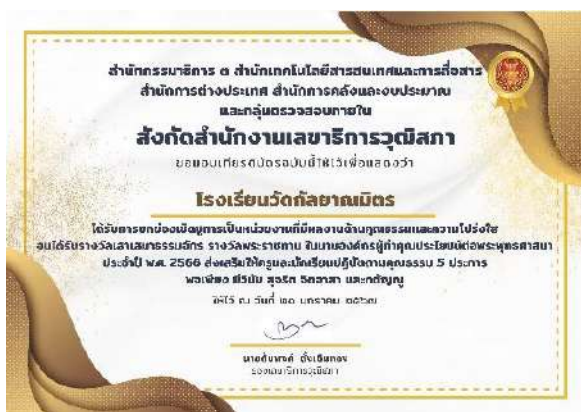 สำนักกรรมาธิการ ๓ สำนักเทคโนโลยีสารสนเทศและการสื่อสาร
สำนักการต่างประเทศ สำนักการคลังและงบประมาณ
และกลุ่มตรวจสอบภายใน
สังกัดสำนักงานเลขาธิการวุฒิสภา
ขอมอบเกียรติบัตรฉบับนี้ให้ไว้เพื่อแสดงว่า
โรงเรียนวัดกัลยาณมิตร
ได้รับการยกย่องเชิดชูการเป็นหน่วยงานที่มีผลงานด้านคุณธรรมและความโปร่งใส
จนได้รับรางวัลเสาเสมาธรรมจักร รางวัลพระราชทาน ในนามองค์กรผู้ทำคุณประโยชน์ต่อพระพุทธศาสนา
ประจำปี พ.ศ. 2566 ส่งเสริมให้ครูและนักเรียนปฏิบัติตามคุณธรรม 5 ประการ
พอเพียง มีวินัย สุจริต จิตอาสา และกตัญญู
ให้ไว้ ณ วันที่ มกราคม ๒๕๖๗
รองเลขาธิการวุฒิสภา